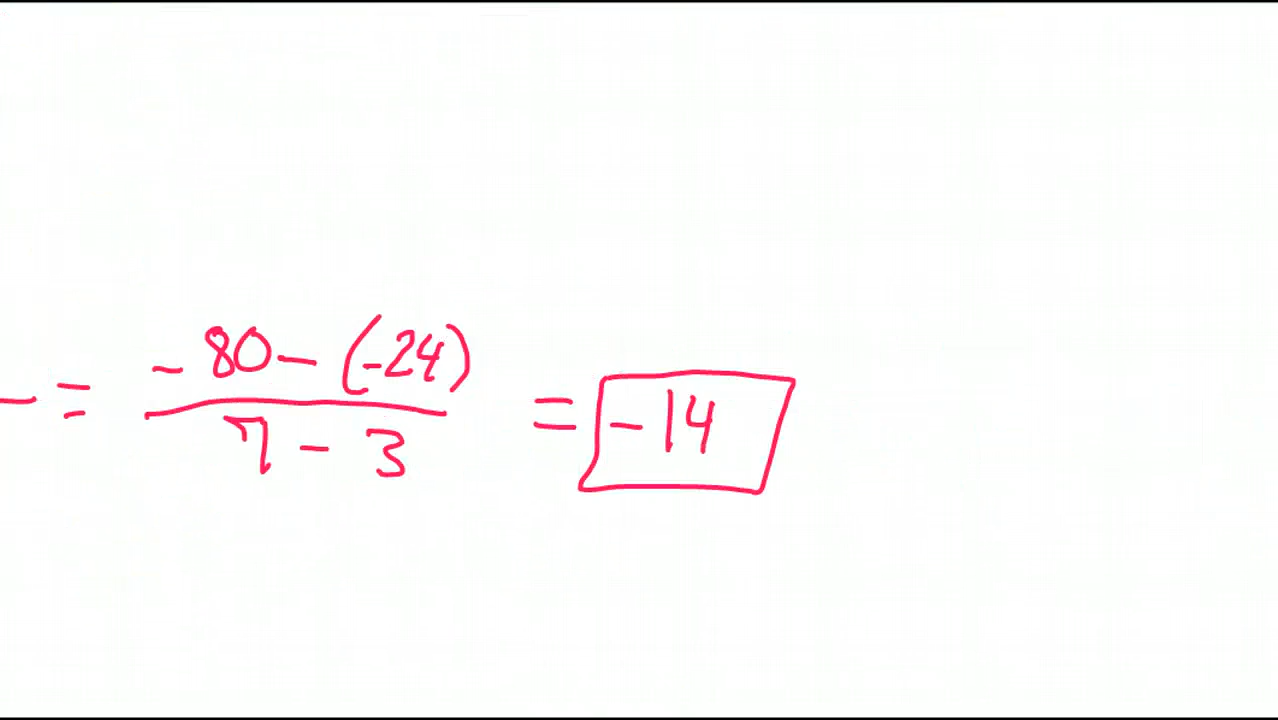 — = -80 - (-24) / 7 - 3 = -14